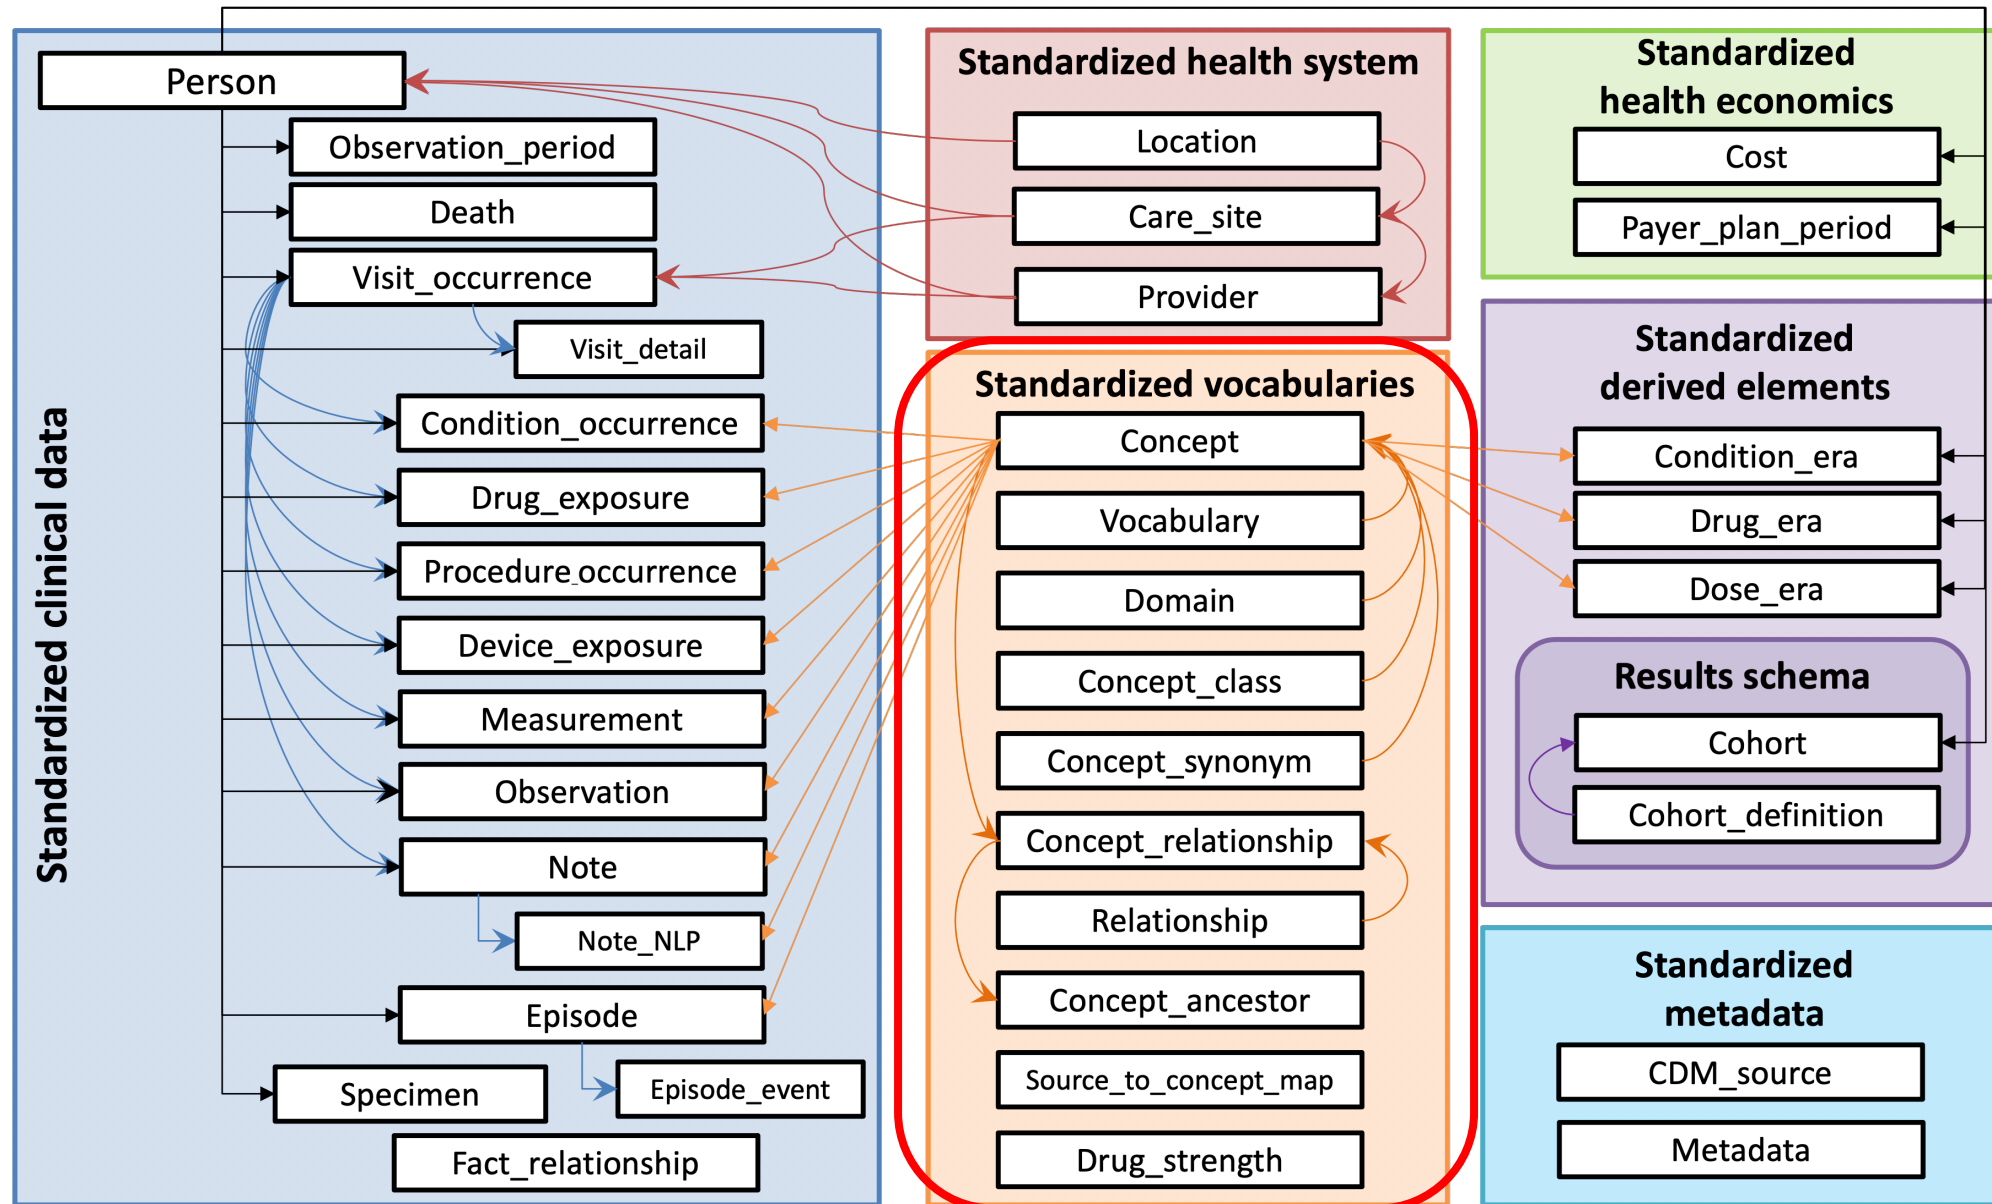 Standardized clinical data
Person
Observation_period
Death
Visit_occurrence
Visit_detail
Condition_occurrence
Drug_exposure
Procedure_occurrence
Device_exposure
Measurement
Observation
Note
Note_NLP
Episode
Episode_event
Specimen
Fact_relationship
Standardized health system
Location
Care_site
Provider
Standardized vocabularies
Concept
Vocabulary
Domain
Concept_class
Concept_synonym
Concept_relationship
Relationship
Concept_ancestor
Source_to_concept_map
Drug_strength
Standardized
health economics
Cost
Payer_plan_period
Standardized
derived elements
Condition_era
Drug_era
Dose_era
Results schema
Cohort
Cohort_definition
Standardized
metadata
CDM_source
Metadata